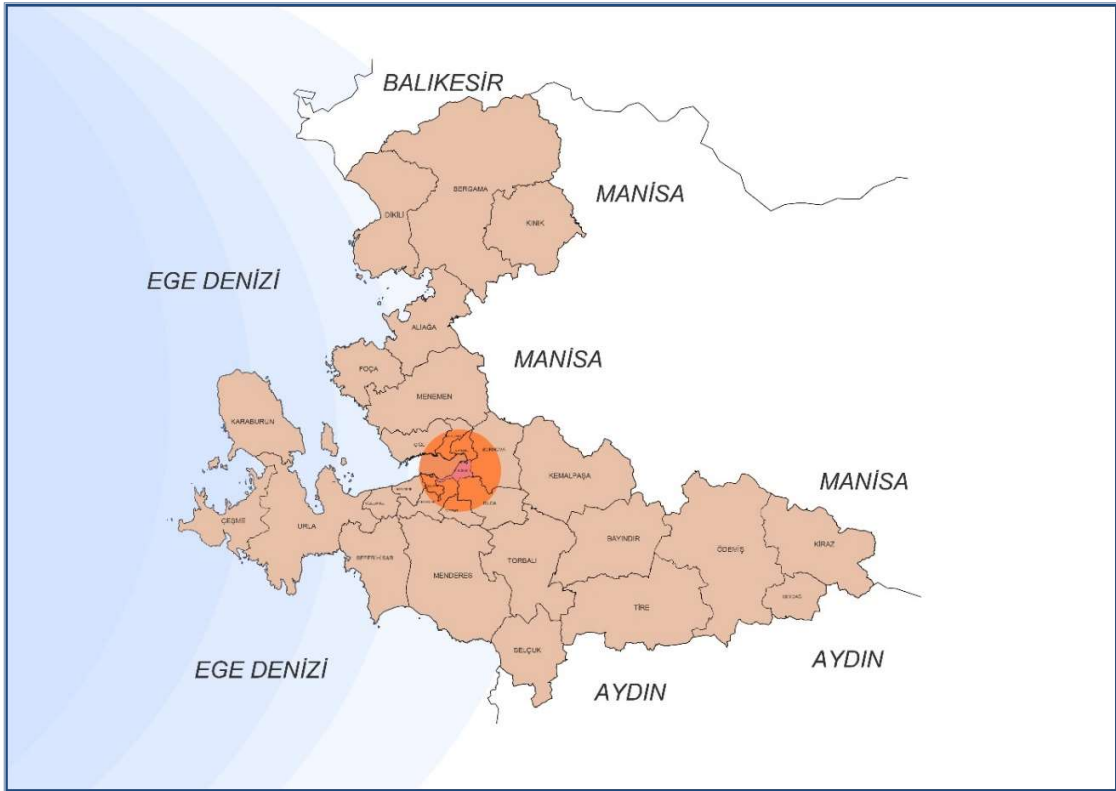 BALIKESİR
BERGAMA
MANİSA
DİKİLİ
KINIK
EGE DENİZİ
ALİAĞA
MANİSA
FOÇA
MENEMEN
KARABURUN
KEMALPAŞA
MANİSA
ÇEŞME
URLA
BAYINDIR
ÖDEMİŞ
KİRAZ
SEFERİHİSAR
MENDERES
TORBALI
TİRE
SELÇUK
EGE DENİZİ
AYDIN
AYDIN